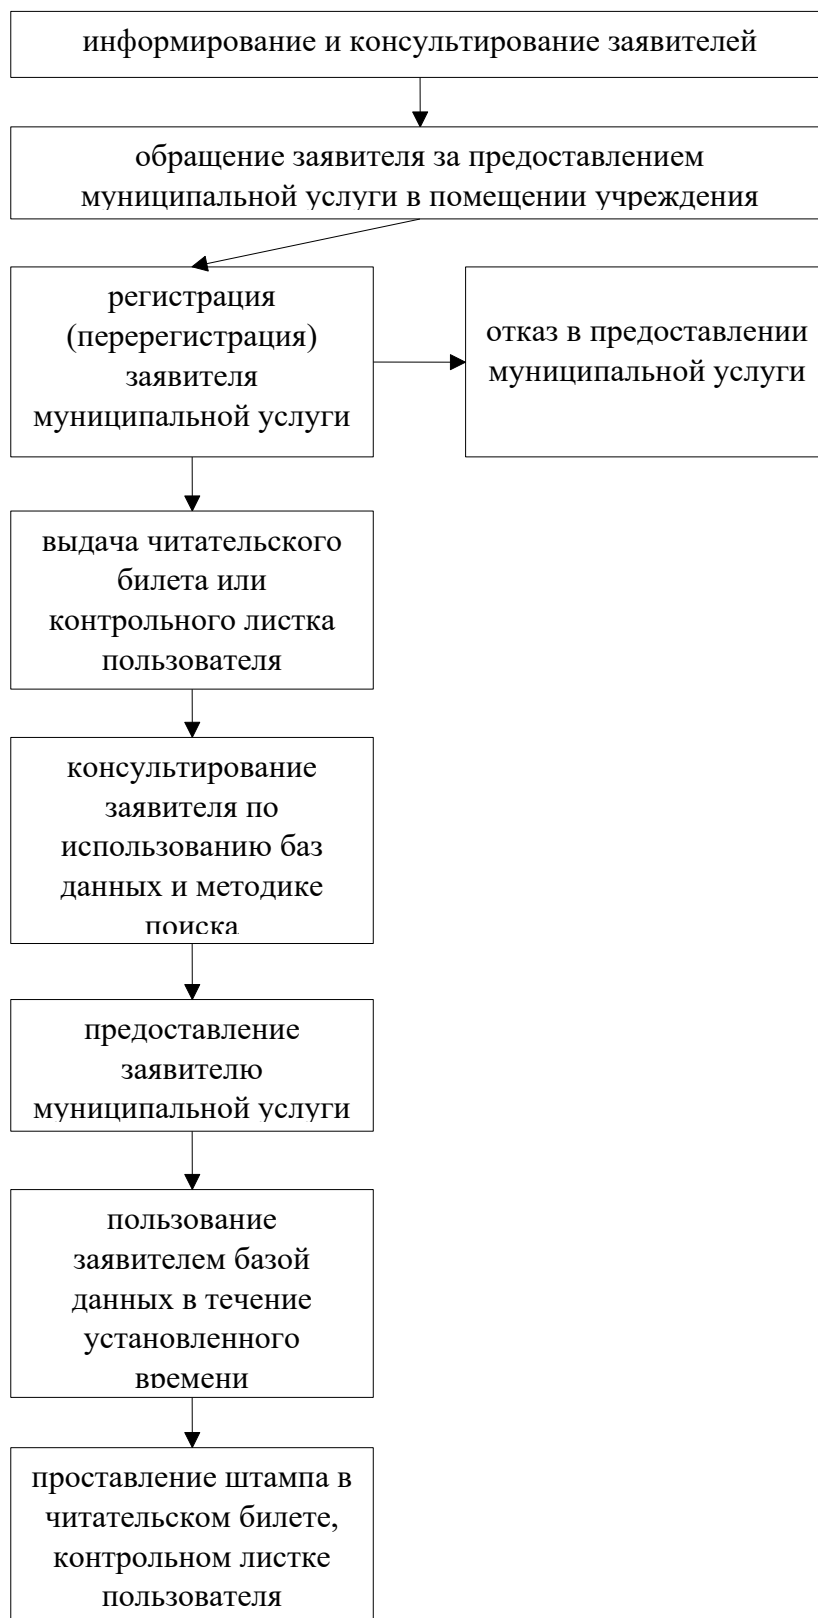 информирование и консультирование заявителей
обращение заявителя за предоставлением
муниципальной услуги в помещении учреждения
регистрация
(перерегистрация)
заявителя
муниципальной услуги
отказ в предоставлении
муниципальной услуги
выдача читательского
билета или
контрольного листка
пользователя
консультирование
заявителя по
использованию баз
данных и методике
поиска
предоставление
заявителю
муниципальной услуги
пользование
заявителем базой
данных в течение
установленного
времени
проставление штампа в
читательском билете,
контрольном листке
пользователя